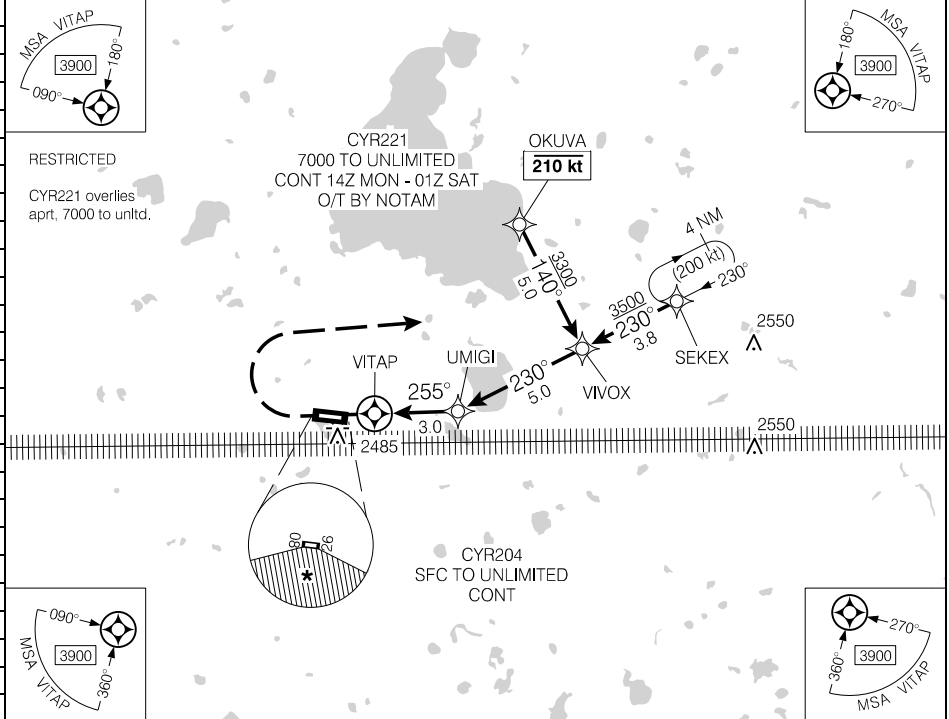 MSA VITAP
3900
180°
090°
MSA VITAP
3900
180°
270°
RESTRICTED
CYR221 overlies
aprt, 7000 to unltd.
CYR221
7000 TO UNLIMITED
CONT 14Z MON - 01Z SAT
O/T BY NOTAM
OKUVA
210 kt
3300
140°
5.0
4 NM
(200 kt)
230°
3500
230°
3.8
SEKEX
2550
VIVOX
230°
5.0
UMIGI
VITAP
255°
3.0
2485
2550
08
26
*
CYR204
SFC TO UNLIMITED
CONT
090°
3900
360°
MSA VITAP
270°
3900
360°
MSA VITAP